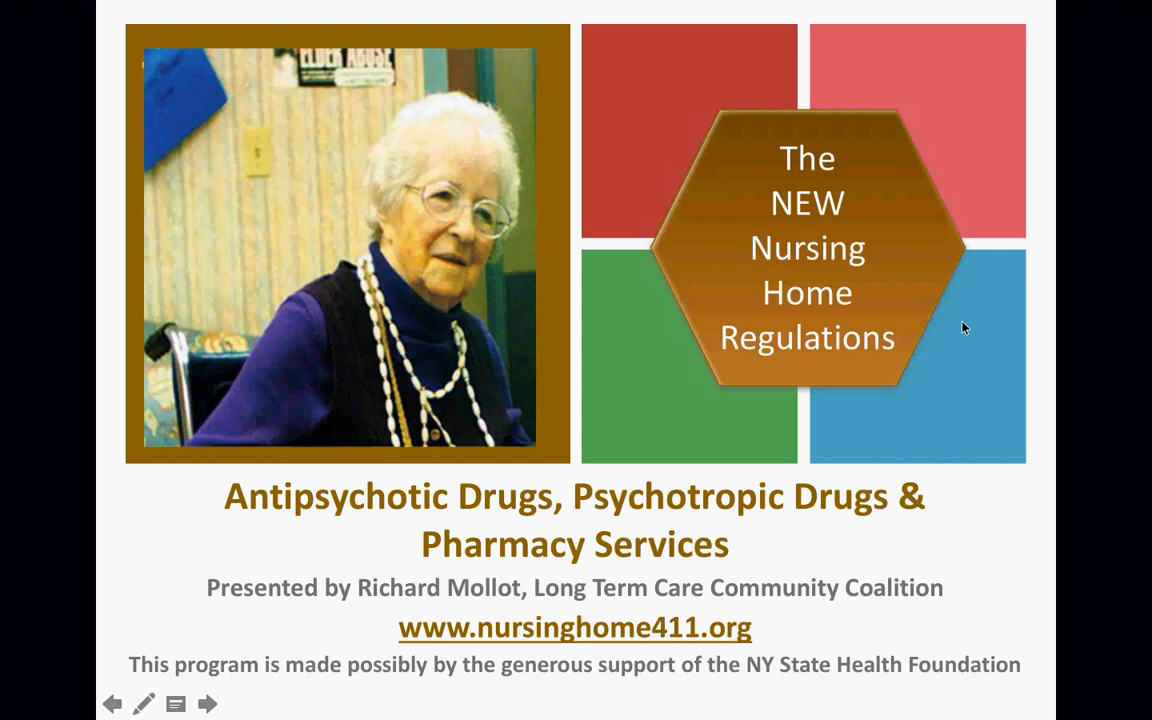 ELDER ABUSE
The
NEW
Nursing
Home
Regulations
Antipsychotic Drugs, Psychotropic Drugs &
Pharmacy Services
Presented by Richard Mollot, Long Term Care Community Coalition
www.nursinghome411.org
This program is made possibly by the generous support of the NY State Health Foundation